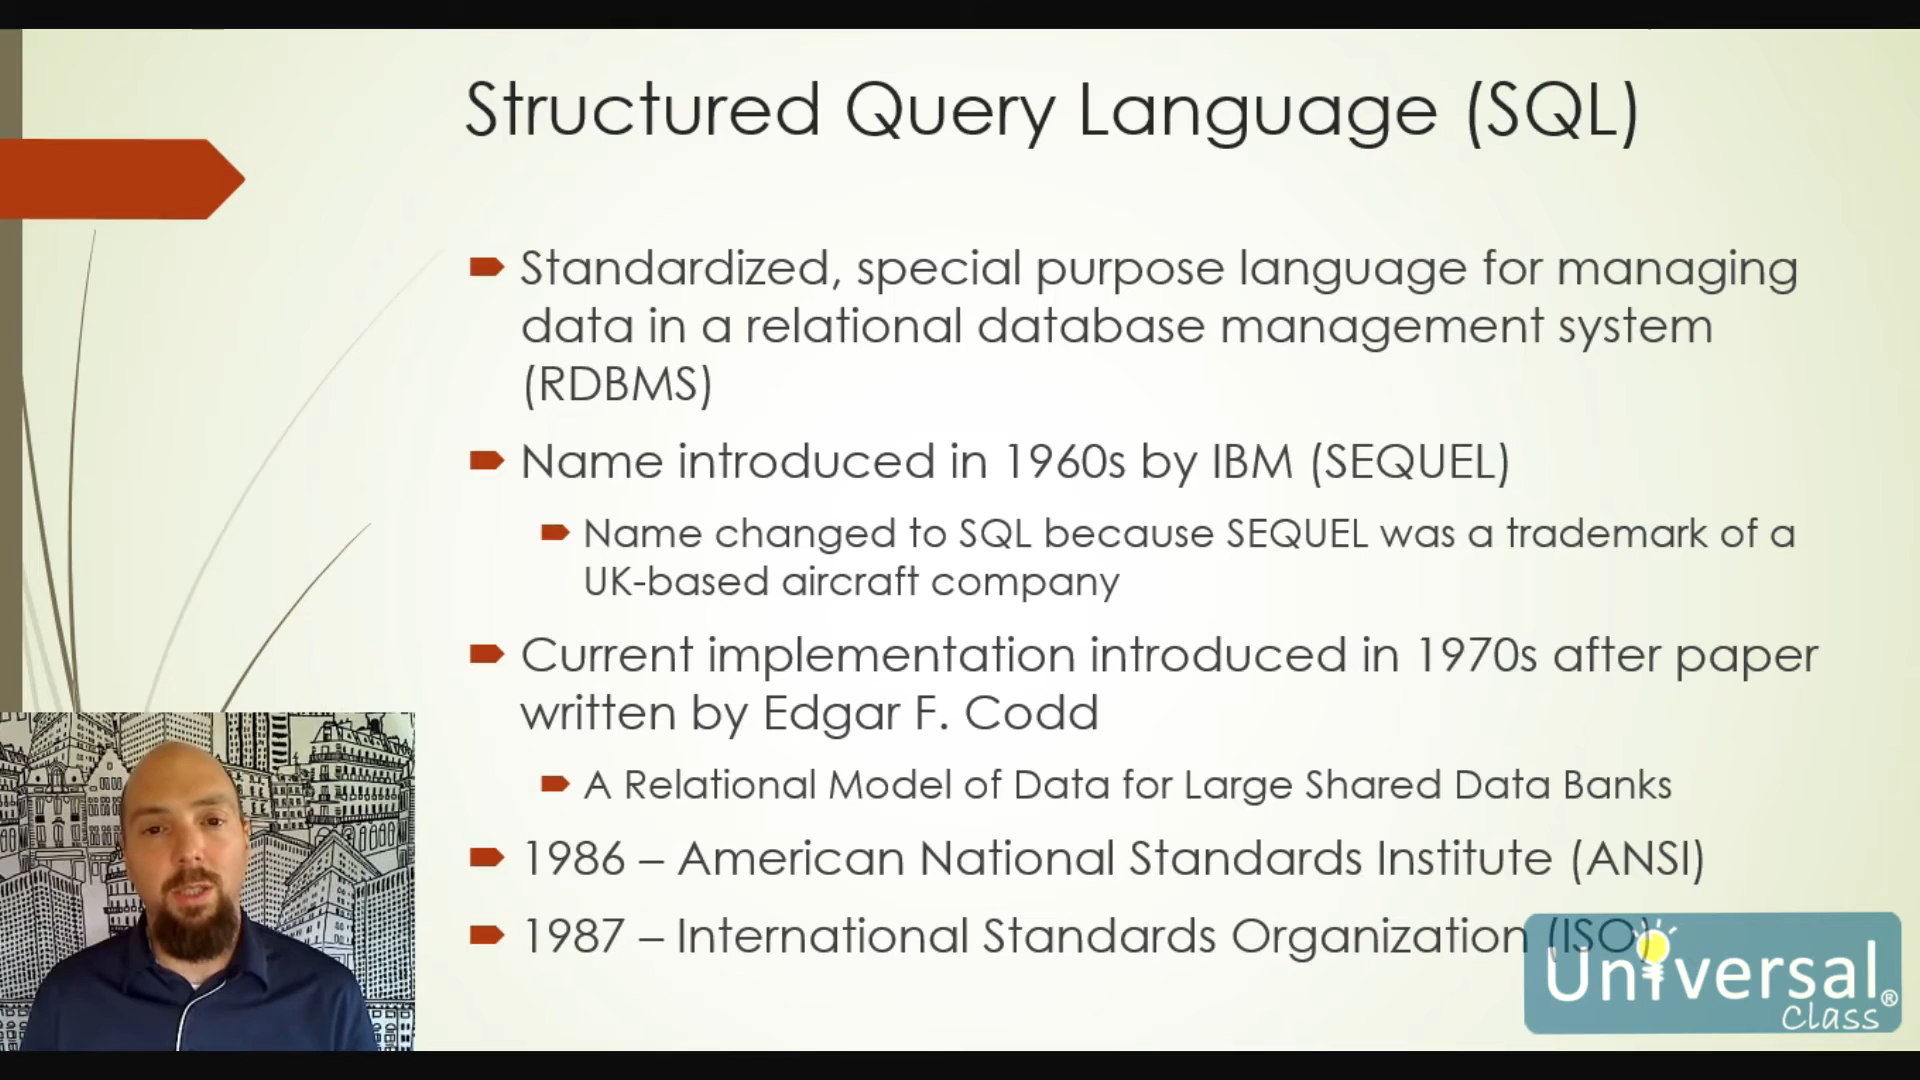 Structured Query Language (SQL)
Standardized, special purpose language for managing
data in a relational database management system
(RDBMS)
Name introduced in 1960s by IBM (SEQUEL)
Name changed to SQL because SEQUEL was a trademark of a
UK-based aircraft company
Current implementation introduced in 1970s after paper
written by Edgar F. Codd
A Relational Model of Data for Large Shared Data Banks
1986 – American National Standards Institute (ANSI)
1987 – International Standards Organization (ISO)
Universal®
Class